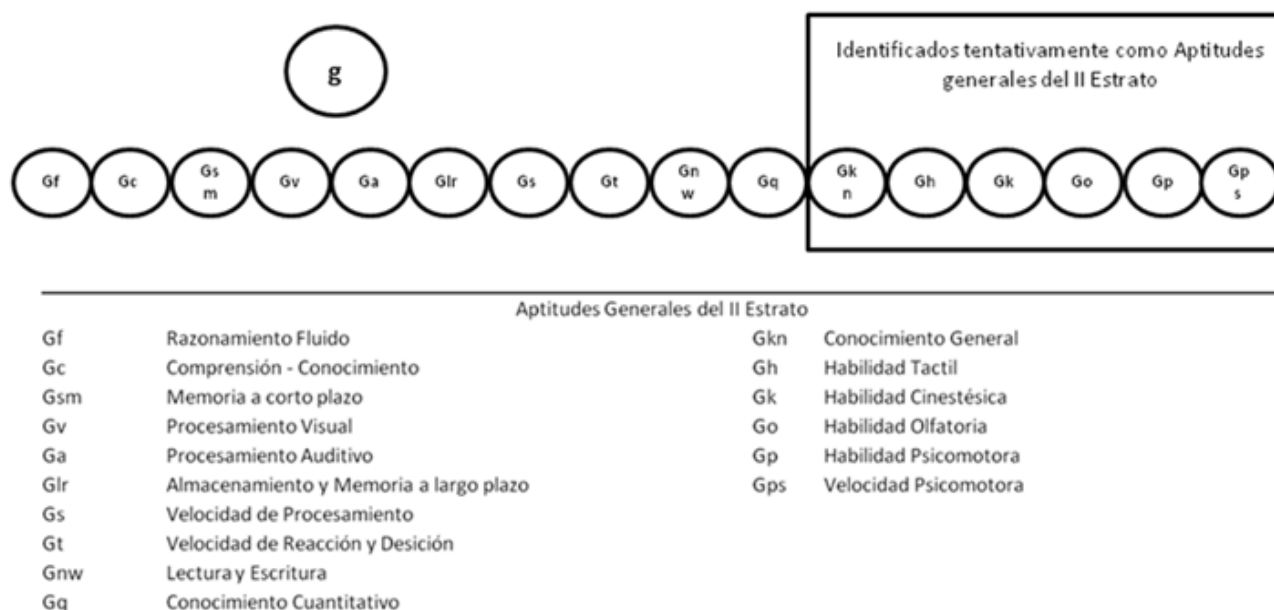 g
Identificados tentativamente como Aptitudes
generales del II Estrato
Gf Gc Gs m Gv Ga Glr Gs Gt Gn w Gq Gk n Gh Gk Go Gp Gp s
Aptitudes Generales del II Estrato
Gf Razonamiento Fluido Gkn Conocimiento General
Gc Comprensión - Conocimiento Gh Habilidad Tactil
Gsm Memoria a corto plazo Gk Habilidad Cinestésica
Gv Procesamiento Visual Go Habilidad Olfatoria
Ga Procesamiento Auditivo Gp Habilidad Psicomotora
Glr Almacenamiento y Memoria a largo plazo Gps Velocidad Psicomotora
Gs Velocidad de Procesamiento
Gt Velocidad de Reacción y Desición
Gnw Lectura y Escritura
Gq Conocimiento Cuantitativo